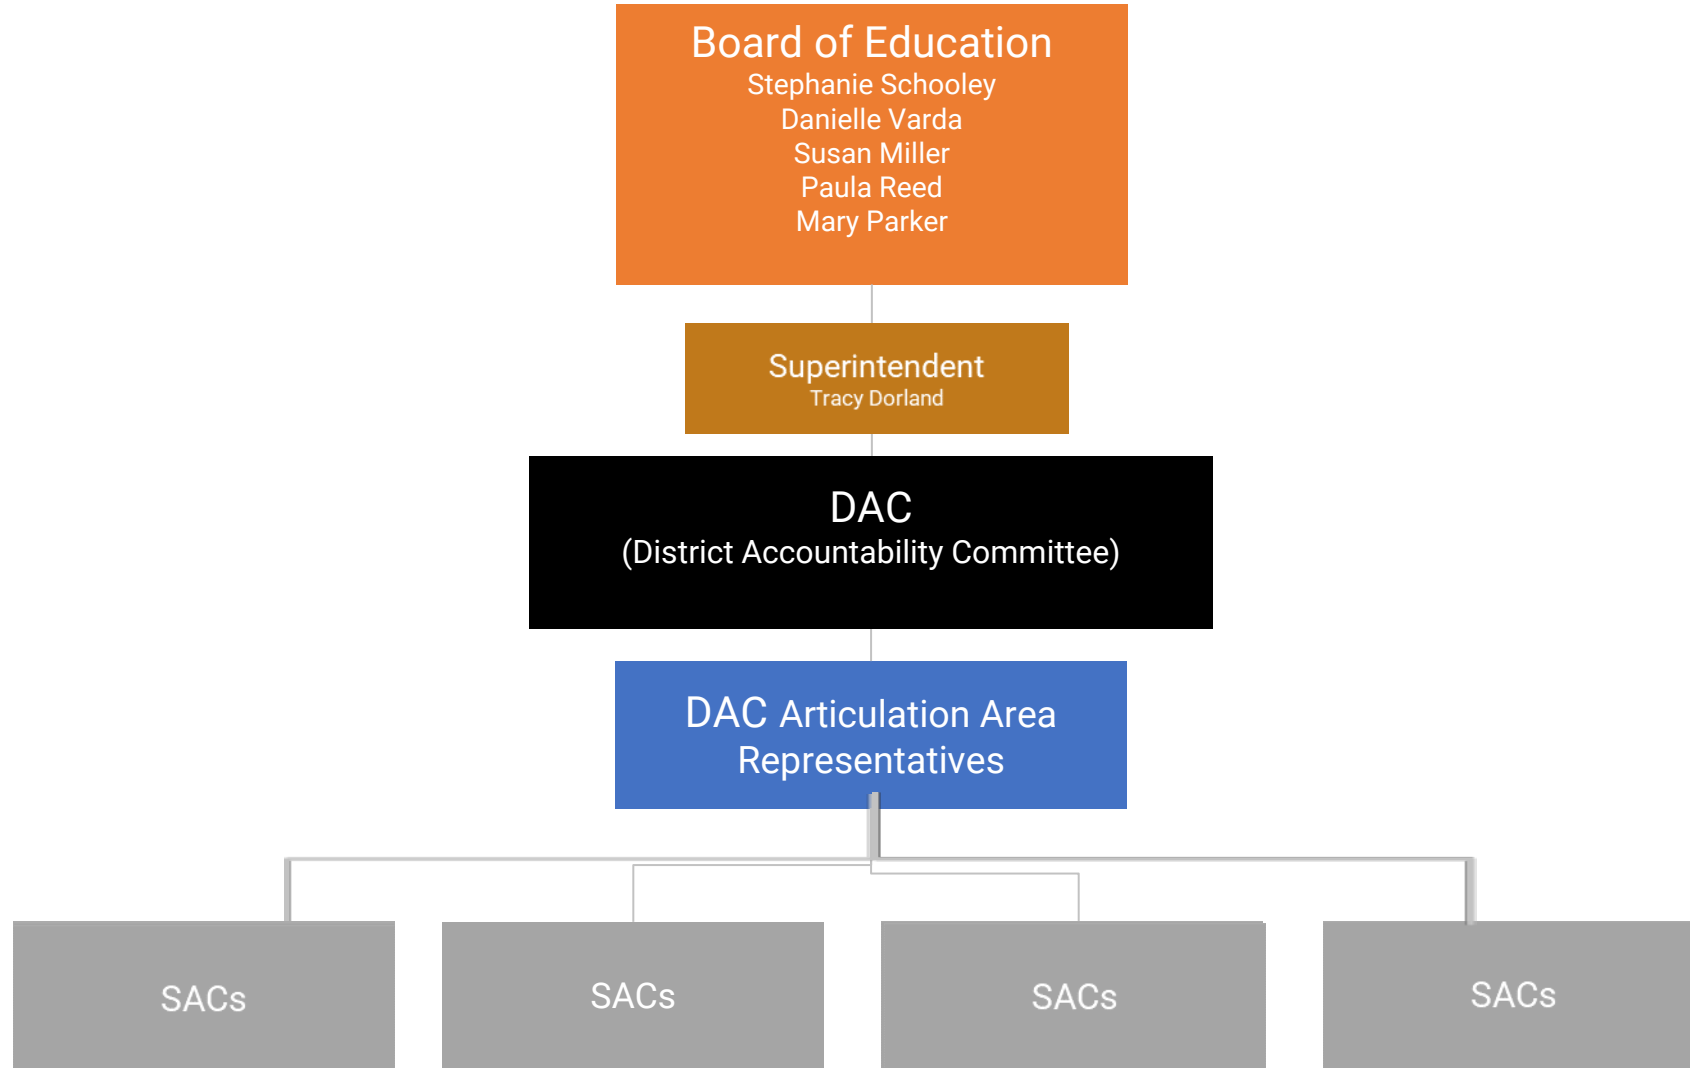 Board of Education
Stephanie Schooley
Danielle Varda
Susan Miller
Paula Reed
Mary Parker
Superintendent
Tracy Dorland
DAC
(District Accountability Committee)
DAC Articulation Area
Representatives
SACs
SACs
SACs
SACs